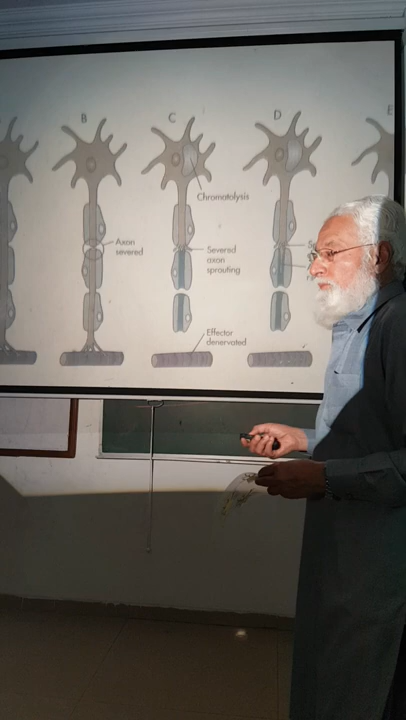 B
C
D
E
Chromatolysis
Axon
severed
Severed
axon
sprouting
Effector
denervated